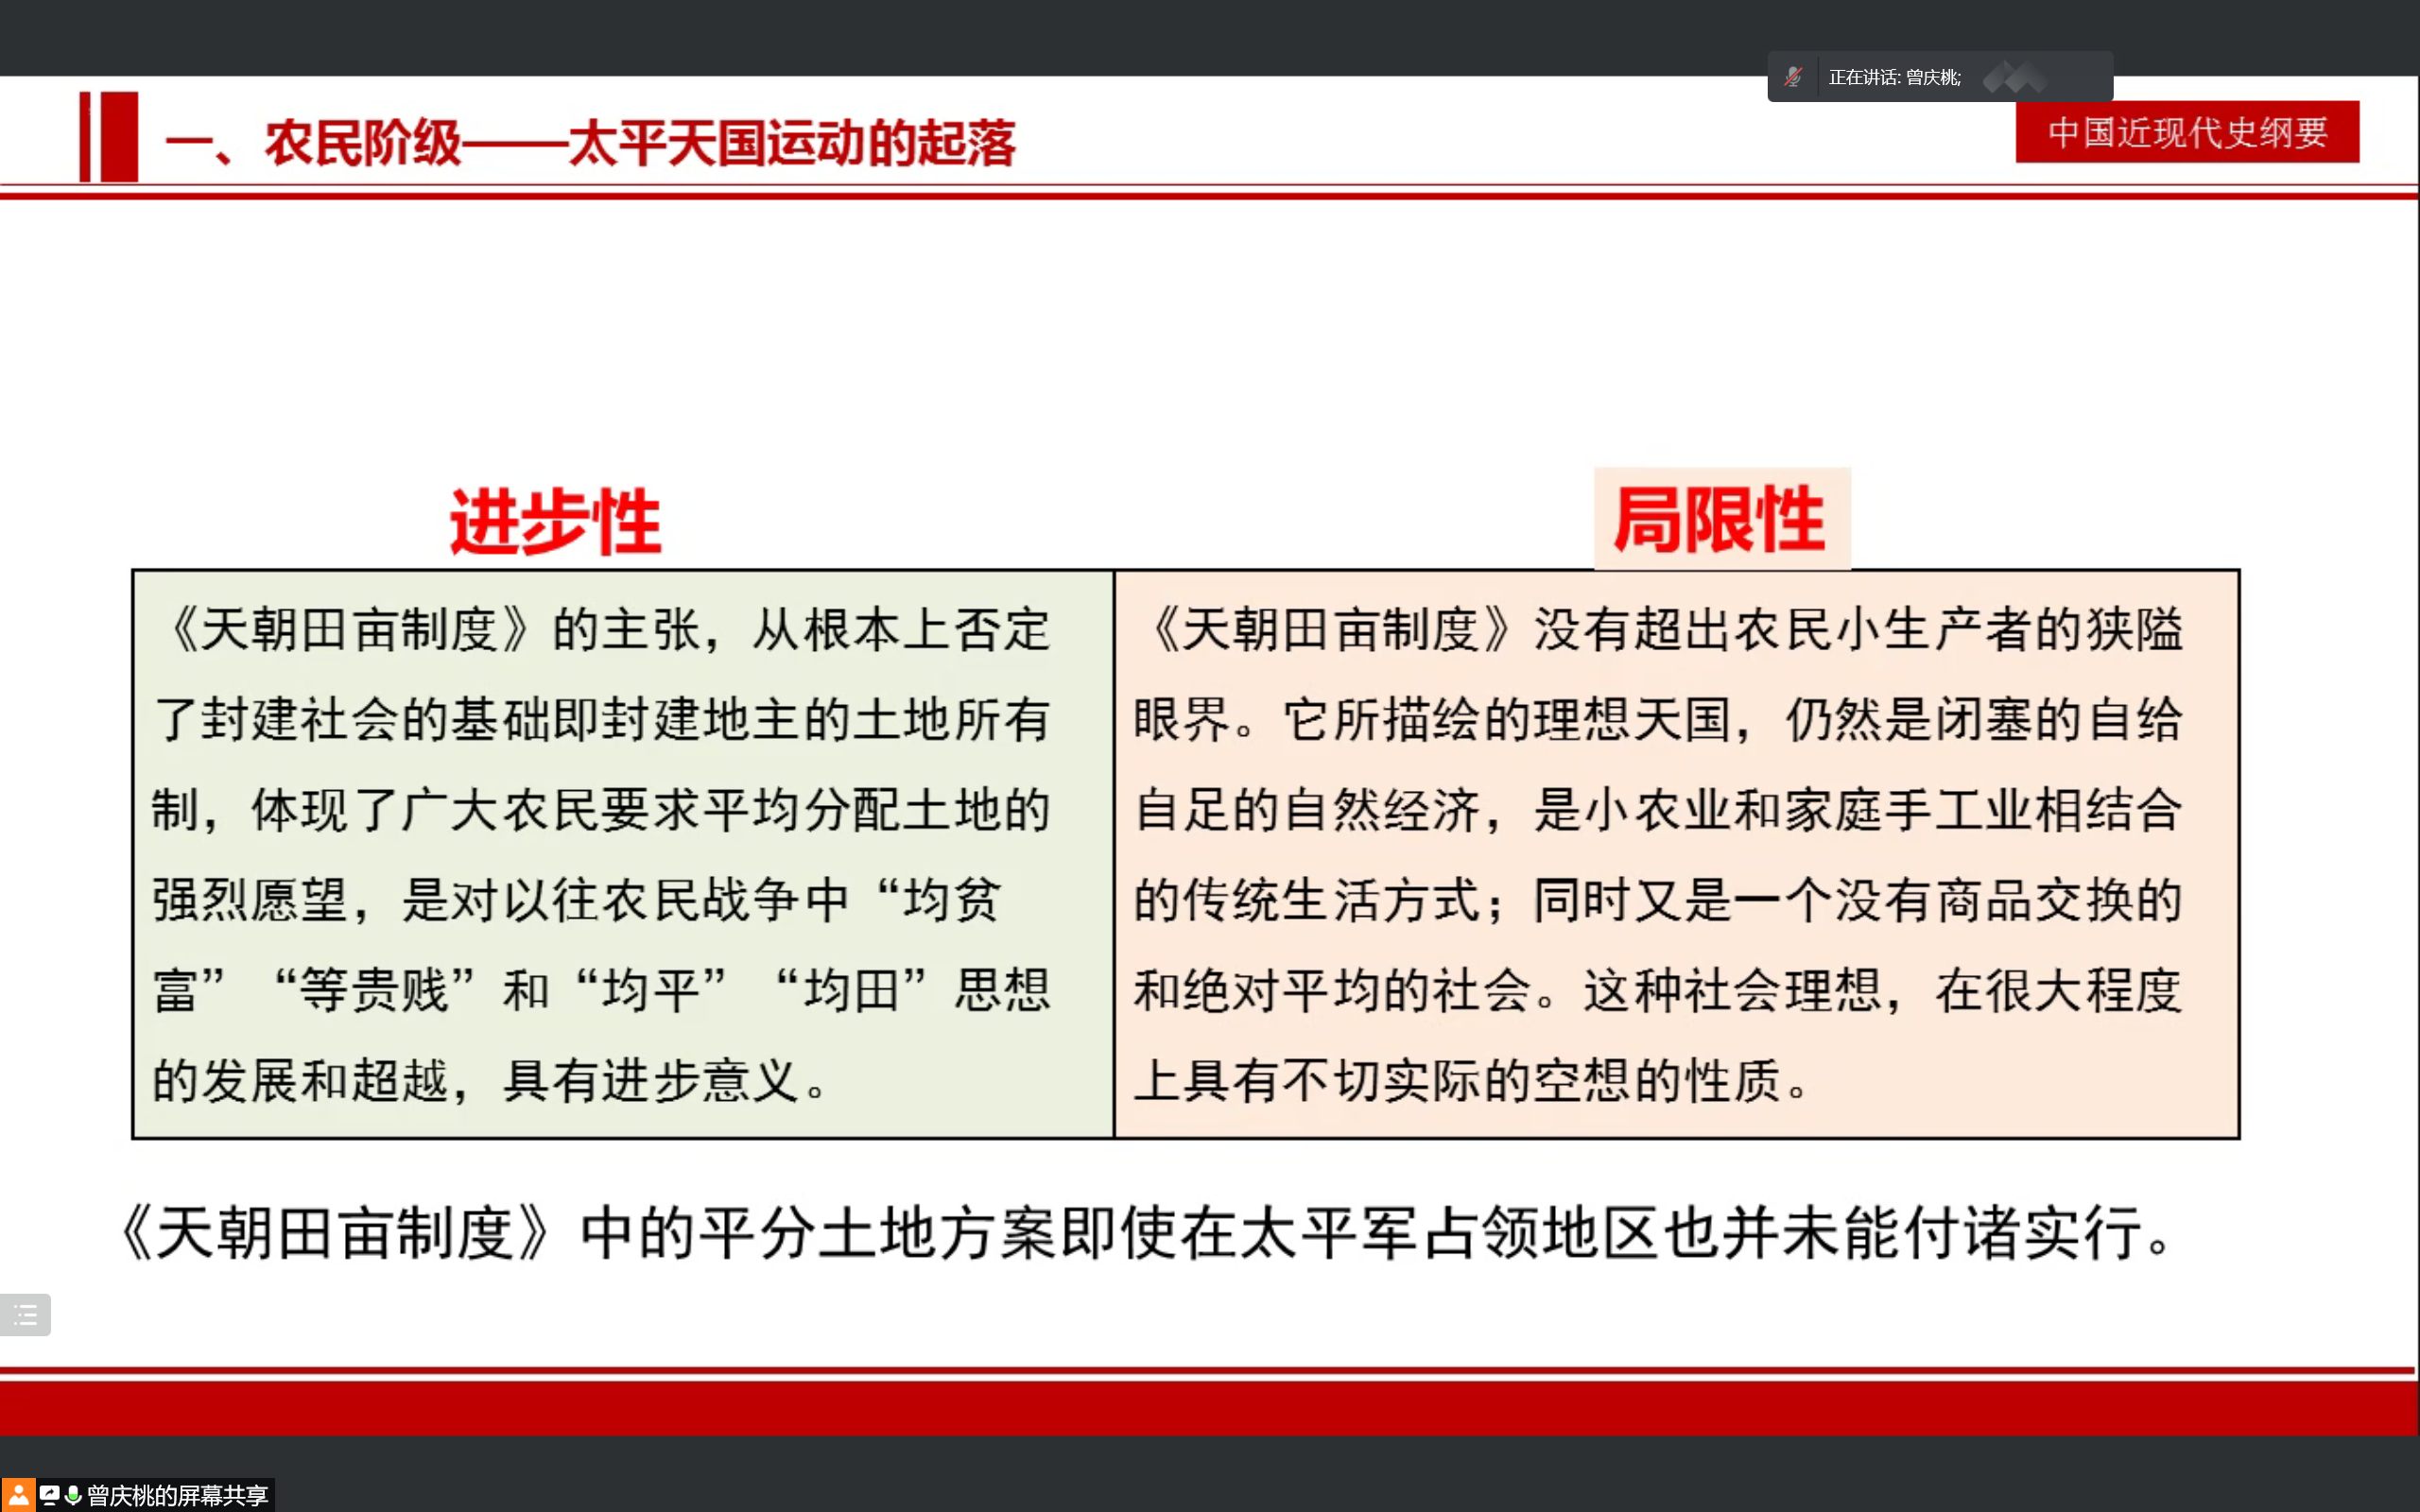 正在讲话: 曾庆桃;
一、农民阶级——太平天国运动的起落
中国近现代史纲要
进步性
《天朝田亩制度》的主张，从根本上否定
了封建社会的基础即封建地主的土地所有
制，体现了广大农民要求平均分配土地的
强烈愿望，是对以往农民战争中“均贫
富”“等贵贱”和“均平”“均田”思想
的发展和超越，具有进步意义。
局限性
《天朝田亩制度》没有超出农民小生产者的狭隘
眼界。它所描绘的理想天国，仍然是闭塞的自给
自足的自然经济，是小农业和家庭手工业相结合
的传统生活方式；同时又是一个没有商品交换的
和绝对平均的社会。这种社会理想，在很大程度
上具有不切实际的空想的性质。
《天朝田亩制度》中的平分土地方案即使在太平军占领地区也并未能付诸实行。
曾庆桃的屏幕共享